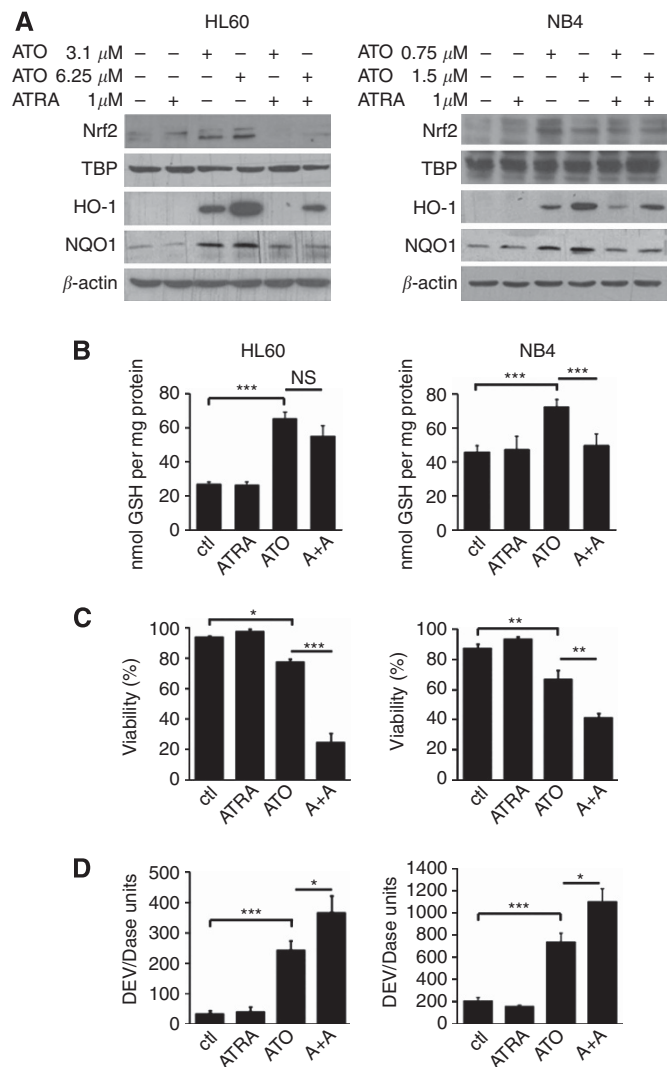 A
HL60 NB4
ATO 3.1 μM − − + − + − ATO 0.75 μM − − + − + −
ATO 6.25 μM − − − + − + ATO 1.5 μM − − − + − +
ATRA 1μM − + − − + + ATRA 1μM − + − − + +
Nrf2 Nrf2
TBP TBP
HO-1 HO-1
NQO1 NQO1
β-actin β-actin
B
HL60 NB4
nmol GSH per mg protein
80
60
40
20
0
*** NS
ctl ATRA ATO A+A
nmol GSH per mg protein
80
60
40
20
0
*** ***
ctl ATRA ATO A+A
C
Viability (%)
100
80
60
40
20
0
* ***
ctl ATRA ATO A+A
Viability (%)
100
80
60
40
20
0
** **
ctl ATRA ATO A+A
D
DEV/Dase units
500
400
300
200
100
0
*** *
ctl ATRA ATO A+A
DEV/Dase units
1400
1200
1000
800
600
400
200
0
*** *
ctl ATRA ATO A+A